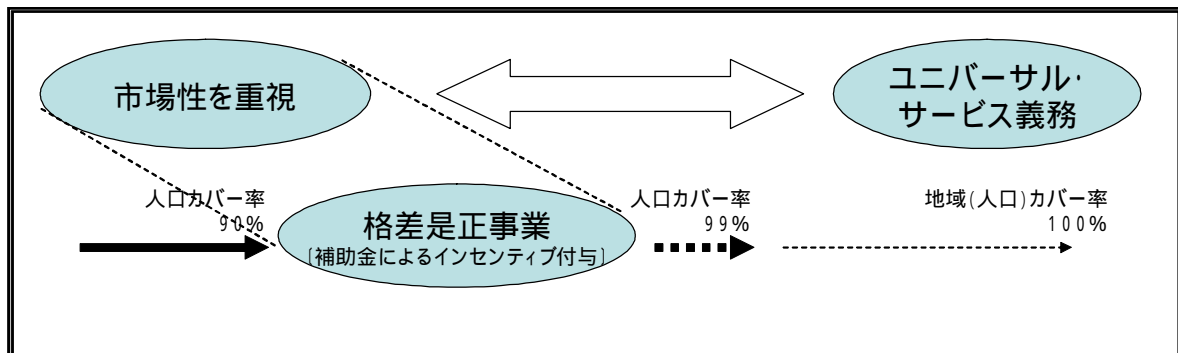 市場性を重視
ユニバーサル・
サービス義務
人口カバー率
90%
格差是正事業
〔補助金によるインセンティブ付与〕
人口カバー率
99%
地域(人口)カバー率
100%